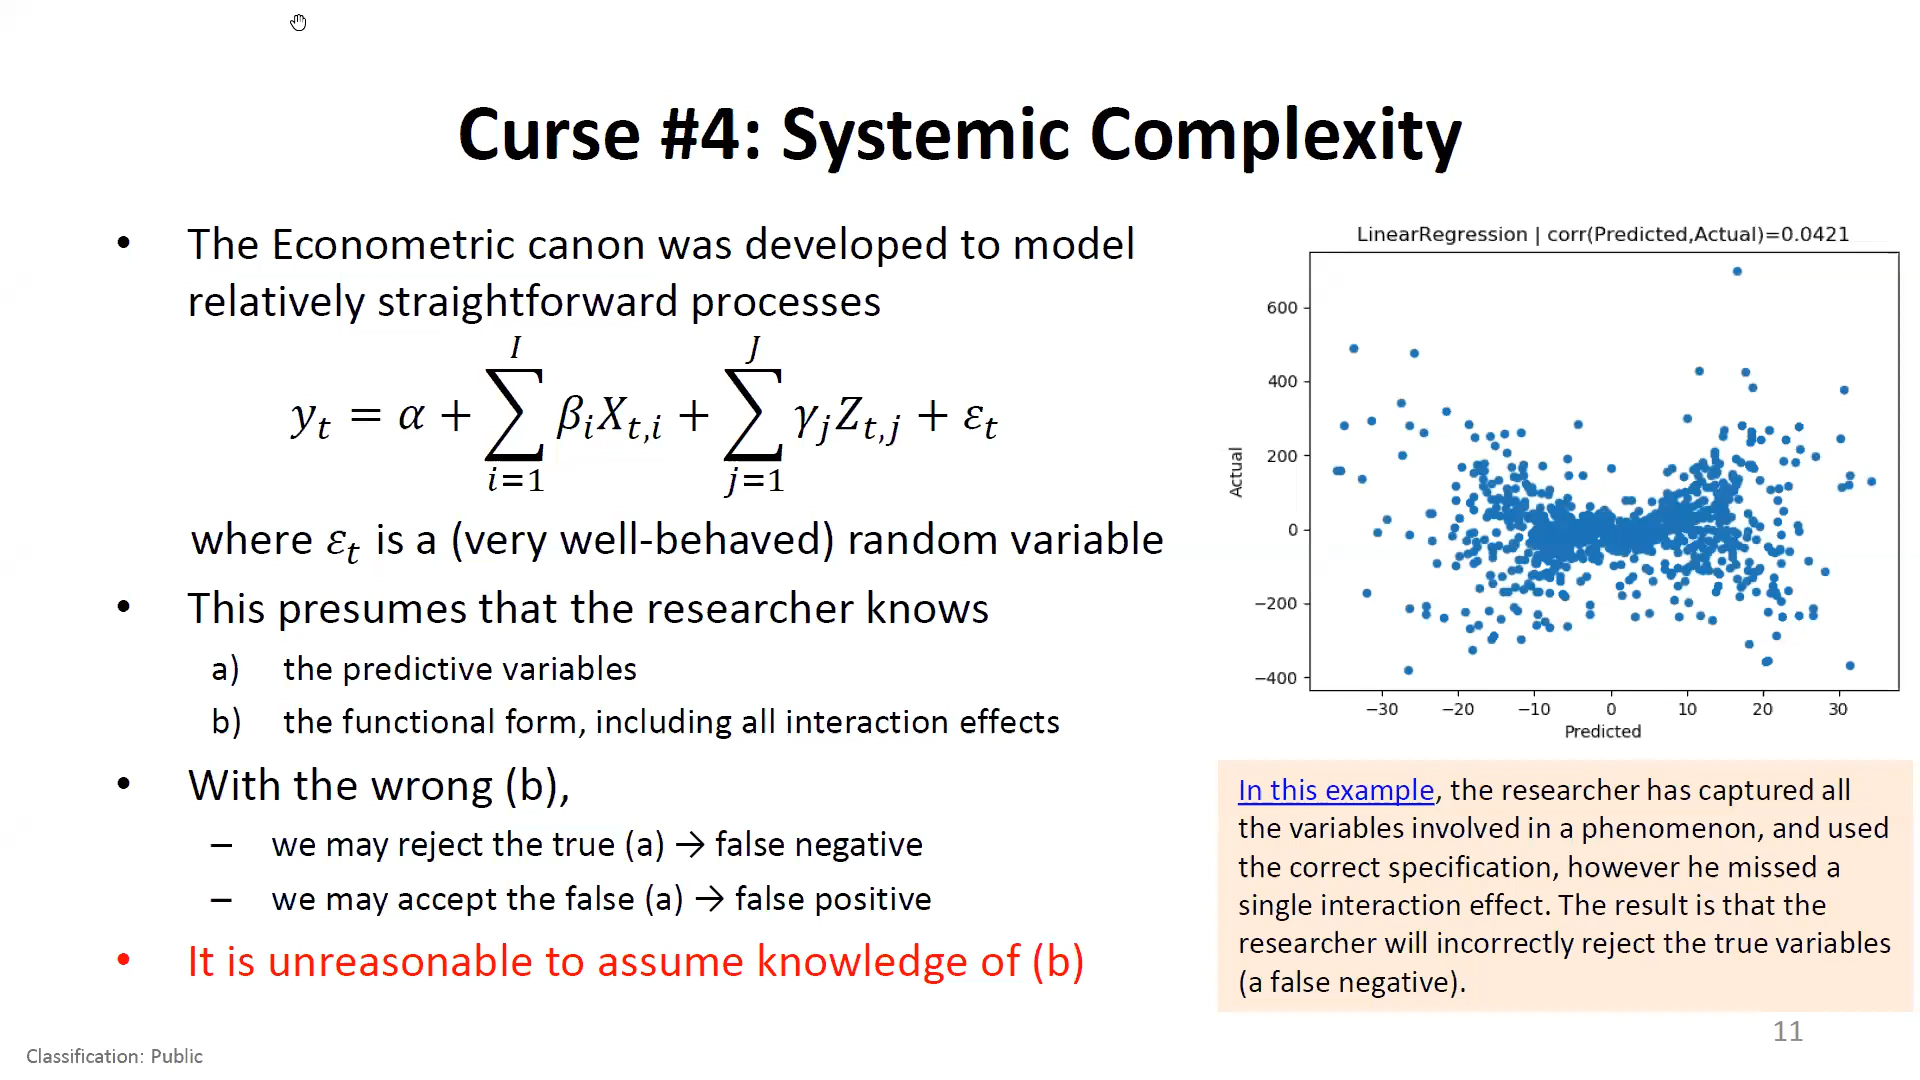 Curse #4: Systemic Complexity
• The Econometric canon was developed to model
relatively straightforward processes
y_t = α + ∑_{i=1}^{I} β_i X_{t,i} + ∑_{j=1}^{J} γ_j Z_{t,j} + ε_t
where ε_t is a (very well-behaved) random variable
• This presumes that the researcher knows
a) the predictive variables
b) the functional form, including all interaction effects
• With the wrong (b),
– we may reject the true (a) → false negative
– we may accept the false (a) → false positive
• It is unreasonable to assume knowledge of (b)
LinearRegression | corr(Predicted,Actual)=0.0421
600
400
200
0
−200
−400
Actual
−30 −20 −10 0 10 20 30
Predicted
In this example, the researcher has captured all
the variables involved in a phenomenon, and used
the correct specification, however he missed a
single interaction effect. The result is that the
researcher will incorrectly reject the true variables
(a false negative).
11
Classification: Public